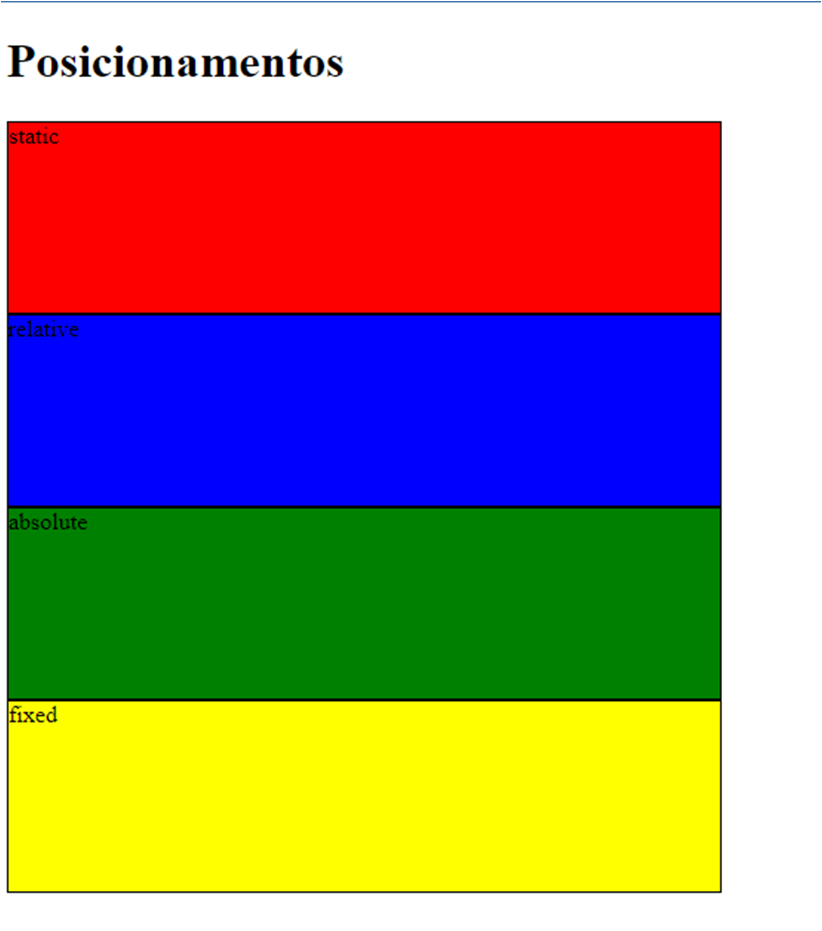 Posicionamentos
static
relative
absolute
fixed